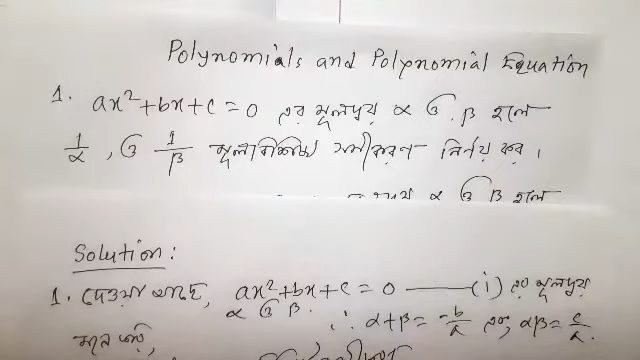 Polynomials and Polynomial Equation
1. ax²+bx+c = 0 এর মূলদ্বয় α ও β হলে
1/α , ও 1/β মূলবিশিষ্ট সমীকরণ নির্ণয় কর ।
α ও β হলে
Solution :
1. দেওয়া আছে, ax²+bx+c = 0 ——— (i) এর মূলদ্বয়
α ও β.
∴ α+β = -b/a এবং, αβ = c/a.
মনে করি,